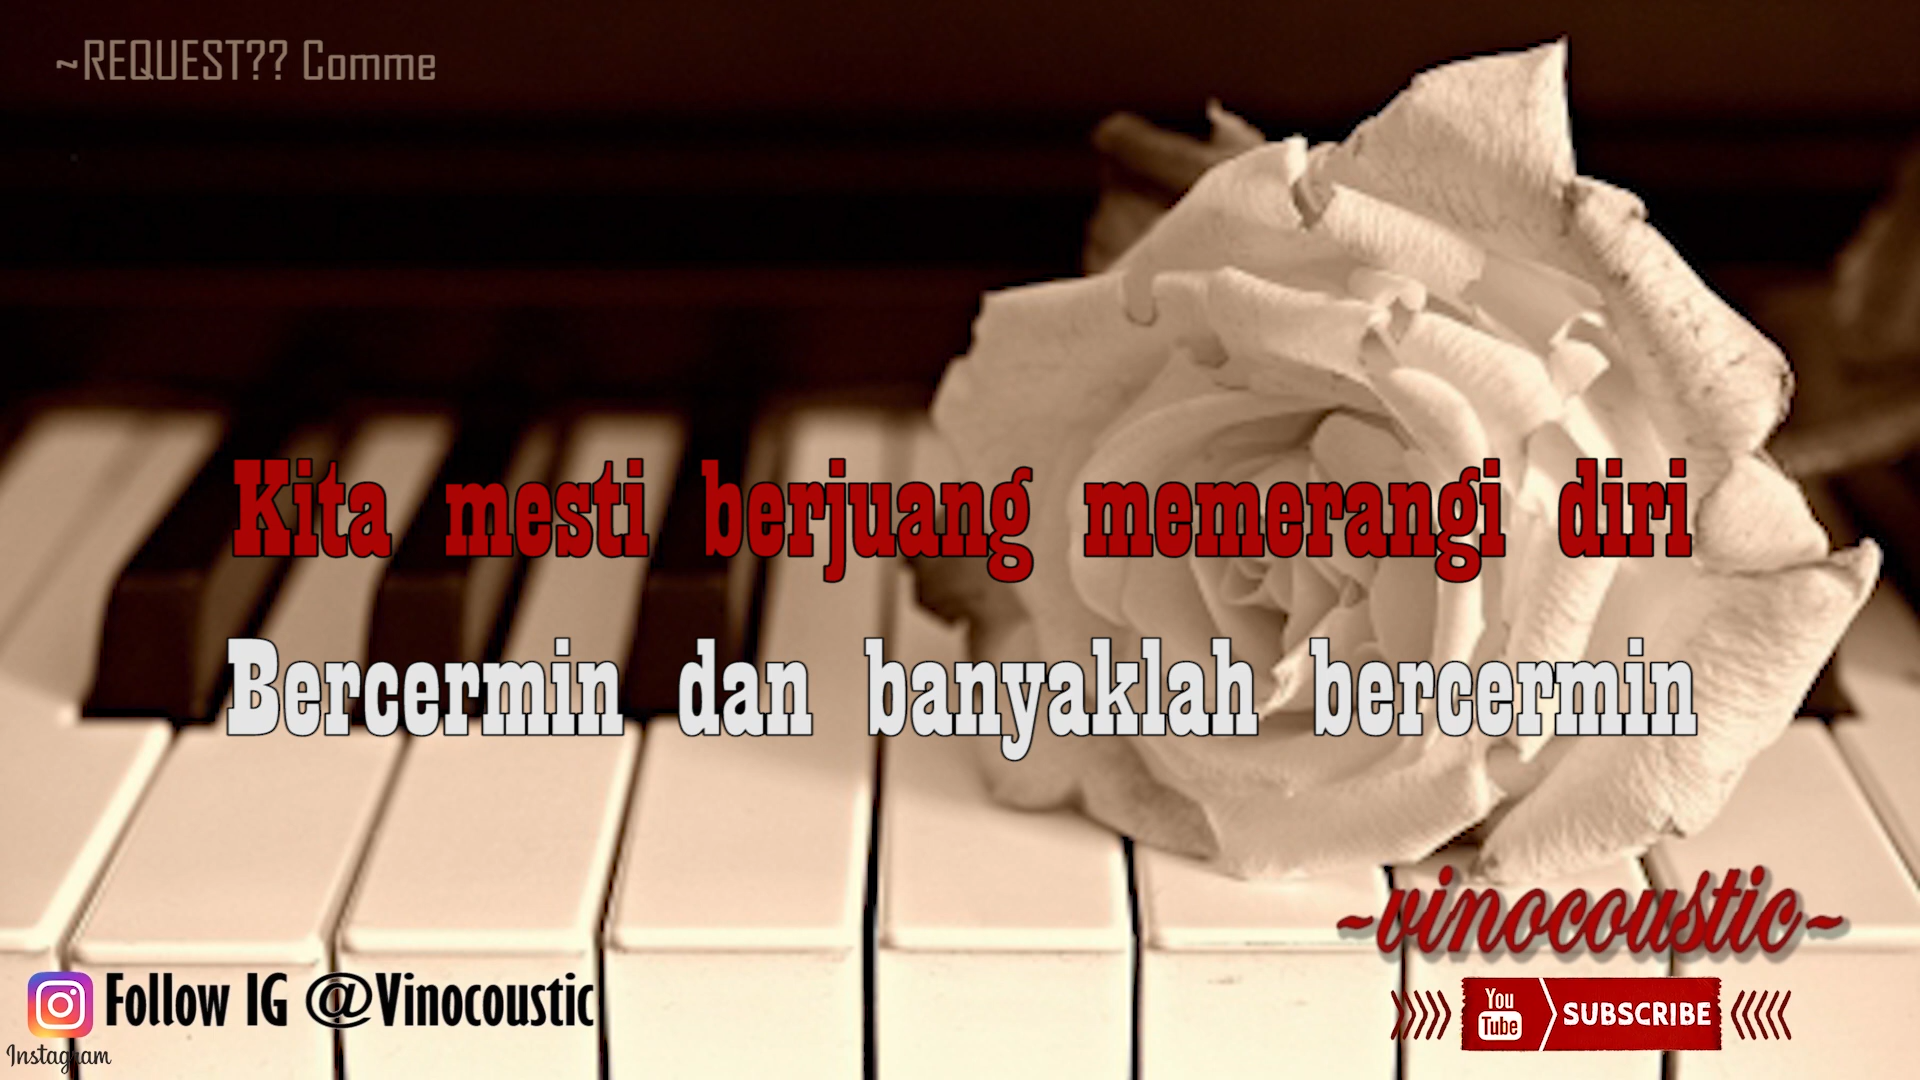 ~REQUEST?? Comme
Kita mesti berjuang memerangi diri
Bercermin dan banyaklah bercermin
~vinocoustic~
Follow IG @Vinocoustic
You
Tube
SUBSCRIBE
Instagram